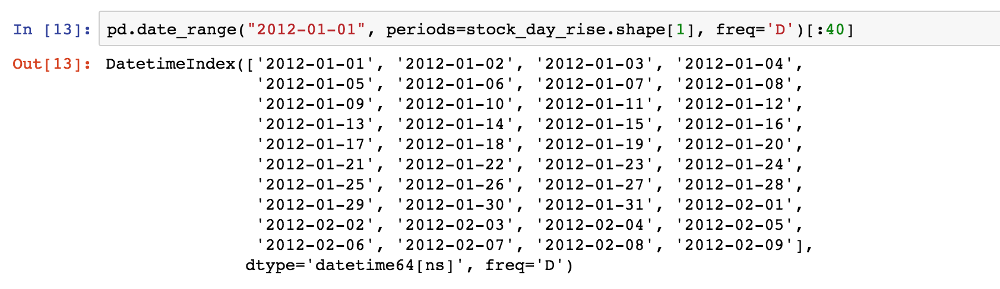 In [13]: pd.date_range("2012-01-01", periods=stock_day_rise.shape[1], freq='D')[:40]
Out[13]: DatetimeIndex(['2012-01-01', '2012-01-02', '2012-01-03', '2012-01-04',
'2012-01-05', '2012-01-06', '2012-01-07', '2012-01-08',
'2012-01-09', '2012-01-10', '2012-01-11', '2012-01-12',
'2012-01-13', '2012-01-14', '2012-01-15', '2012-01-16',
'2012-01-17', '2012-01-18', '2012-01-19', '2012-01-20',
'2012-01-21', '2012-01-22', '2012-01-23', '2012-01-24',
'2012-01-25', '2012-01-26', '2012-01-27', '2012-01-28',
'2012-01-29', '2012-01-30', '2012-01-31', '2012-02-01',
'2012-02-02', '2012-02-03', '2012-02-04', '2012-02-05',
'2012-02-06', '2012-02-07', '2012-02-08', '2012-02-09'],
dtype='datetime64[ns]', freq='D')